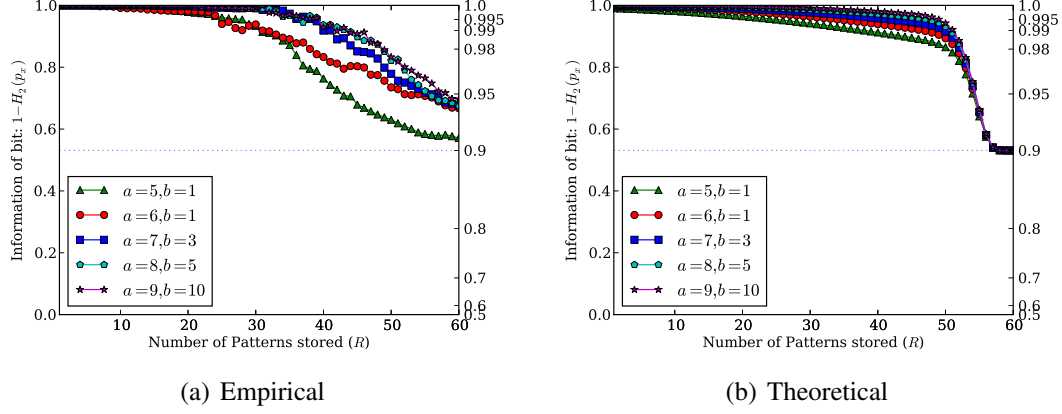 1.0
0.8
0.6
0.4
0.2
0.0
Information of bit: 1−H₂(pₓ)
1.0
0.995
0.99
0.98
0.95
0.9
0.8
0.7
0.6
0.5
a=5,b=1
a=6,b=1
a=7,b=3
a=8,b=5
a=9,b=10
10 20 30 40 50 60
Number of Patterns stored (R)
(a) Empirical
1.0
0.8
0.6
0.4
0.2
0.0
Information of bit: 1−H₂(pₓ)
1.0
0.995
0.99
0.98
0.95
0.9
0.8
0.7
0.6
0.5
a=5,b=1
a=6,b=1
a=7,b=3
a=8,b=5
a=9,b=10
10 20 30 40 50 60
Number of Patterns stored (R)
(b) Theoretical